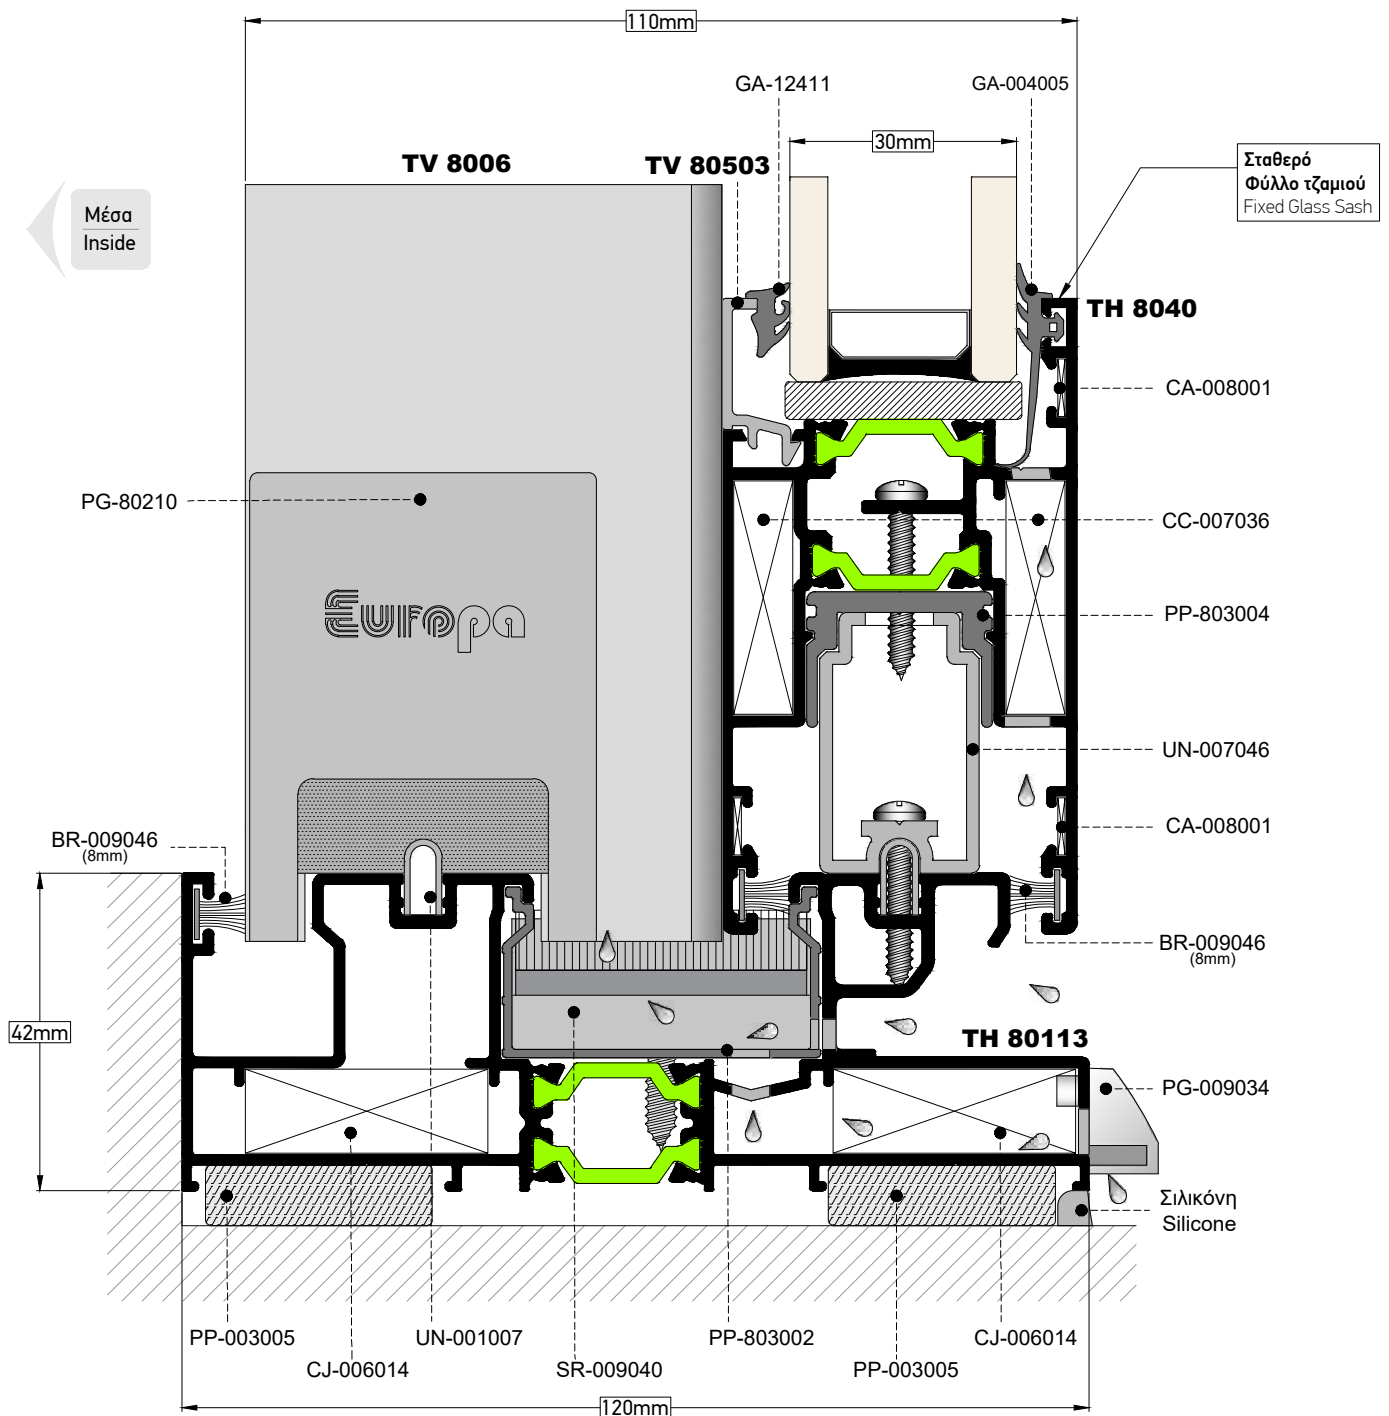 110mm
GA-12411
GA-004005
30mm
TV 8006
TV 80503
Σταθερό
Φύλλο τζαμιού
Fixed Glass Sash
Μέσα
Inside
TH 8040
CA-008001
PG-80210
CC-007036
Europa
PP-803004
UN-007046
CA-008001
BR-009046
(8mm)
BR-009046
(8mm)
42mm
TH 80113
PG-009034
Σιλικόνη
Silicone
PP-003005
UN-001007
PP-803002
CJ-006014
CJ-006014
SR-009040
PP-003005
120mm